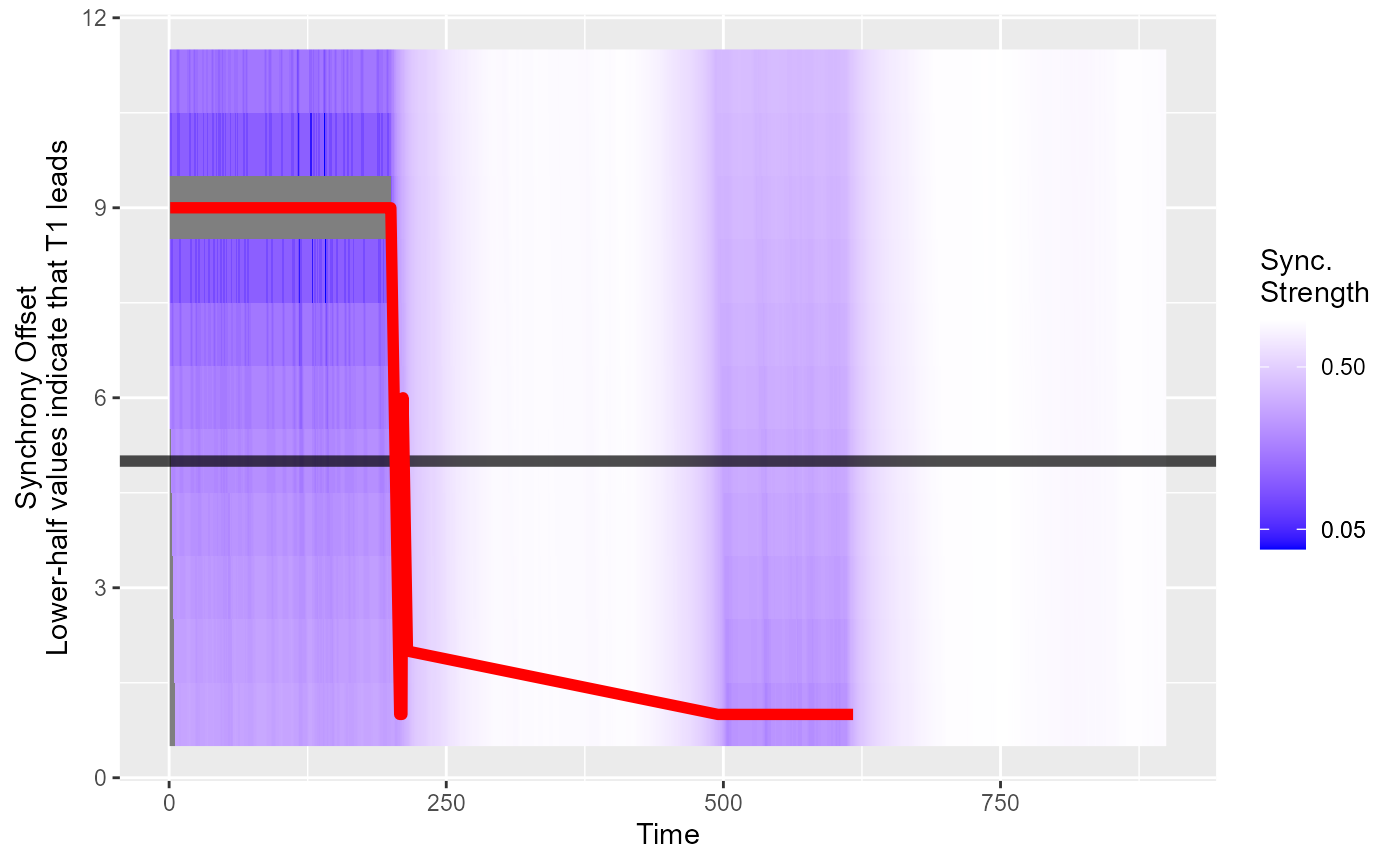 Synchrony Offset
Lower-half values indicate that T1 leads
12
9
6
3
0
0
250
500
750
Time
Sync.
Strength
0.50
0.05